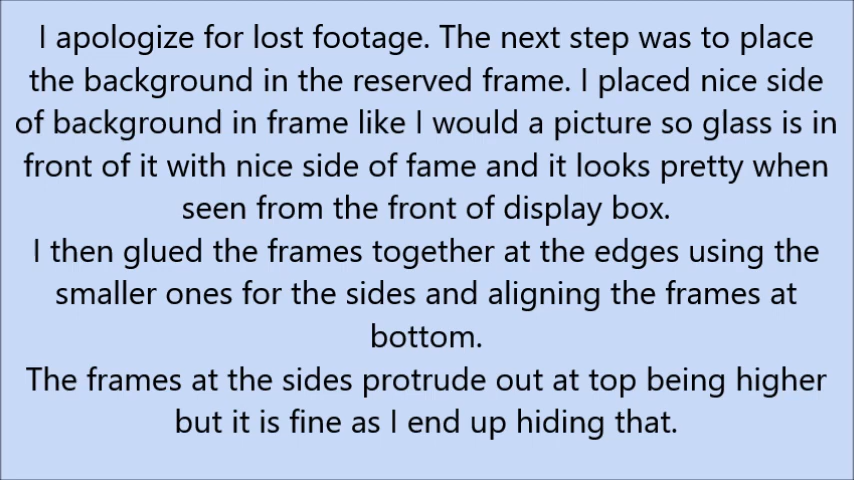 I apologize for lost footage. The next step was to place
the background in the reserved frame. I placed nice side
of background in frame like I would a picture so glass is in
front of it with nice side of fame and it looks pretty when
seen from the front of display box.
I then glued the frames together at the edges using the
smaller ones for the sides and aligning the frames at
bottom.
The frames at the sides protrude out at top being higher
but it is fine as I end up hiding that.